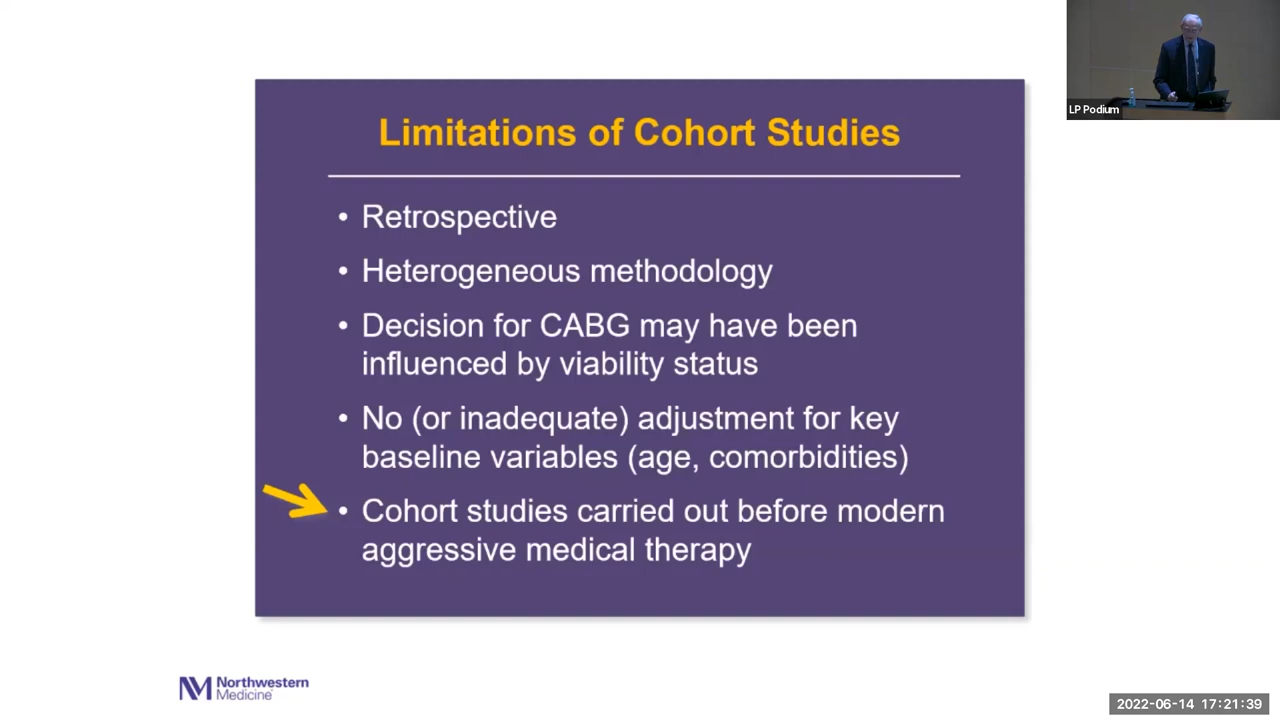 LP Podium
Limitations of Cohort Studies
• Retrospective
• Heterogeneous methodology
• Decision for CABG may have been
influenced by viability status
• No (or inadequate) adjustment for key
baseline variables (age, comorbidities)
• Cohort studies carried out before modern
aggressive medical therapy
NM Northwestern
Medicine
2022-06-14 17:21:39